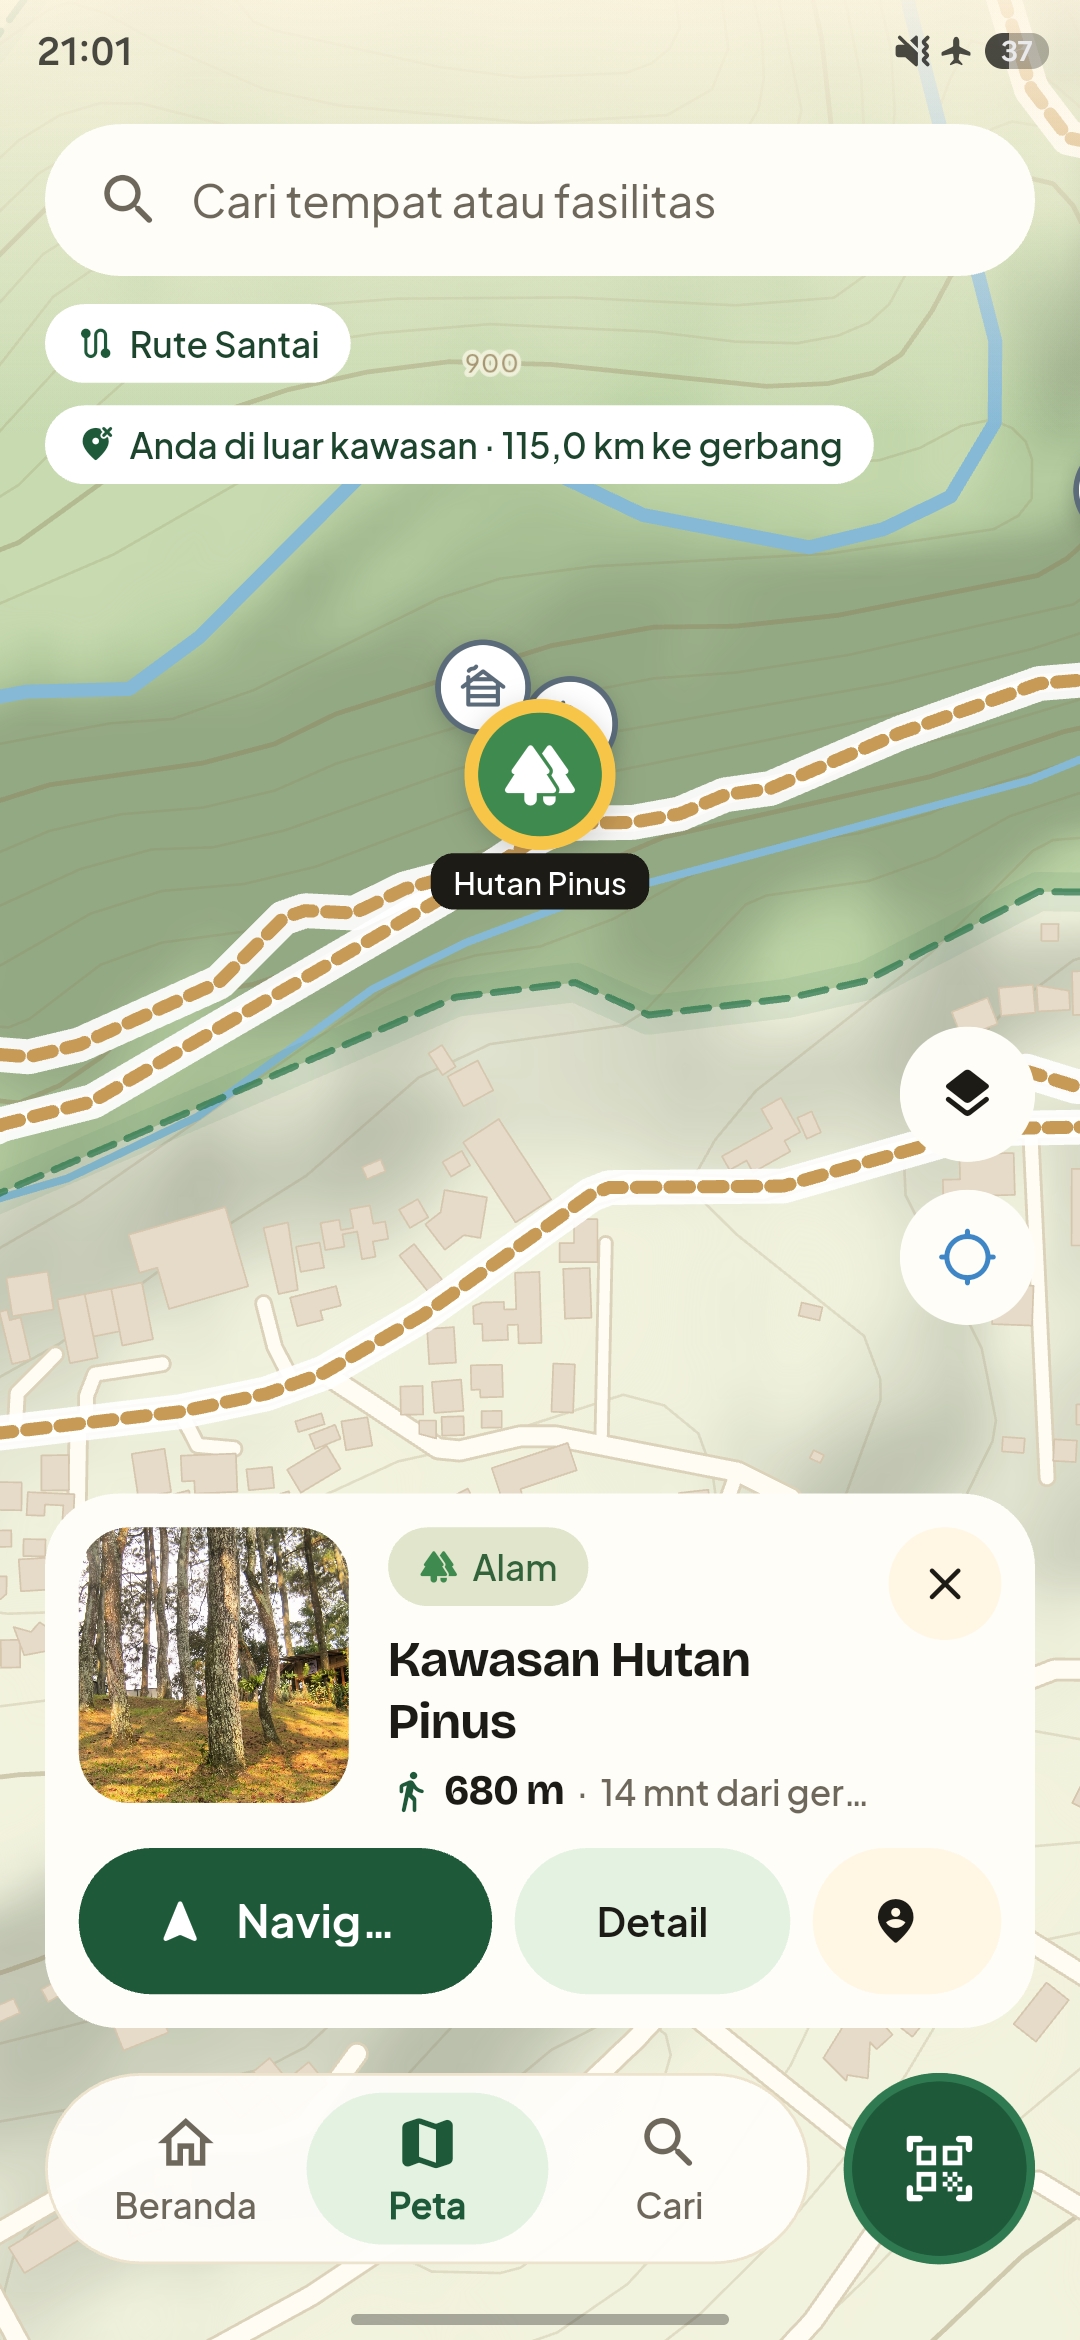 21:01
37
Cari tempat atau fasilitas
Rute Santai
900
Anda di luar kawasan · 115,0 km ke gerbang
Hutan Pinus
Alam
Kawasan Hutan
Pinus
680 m · 14 mnt dari ger…
Navig…
Detail
Beranda
Peta
Cari